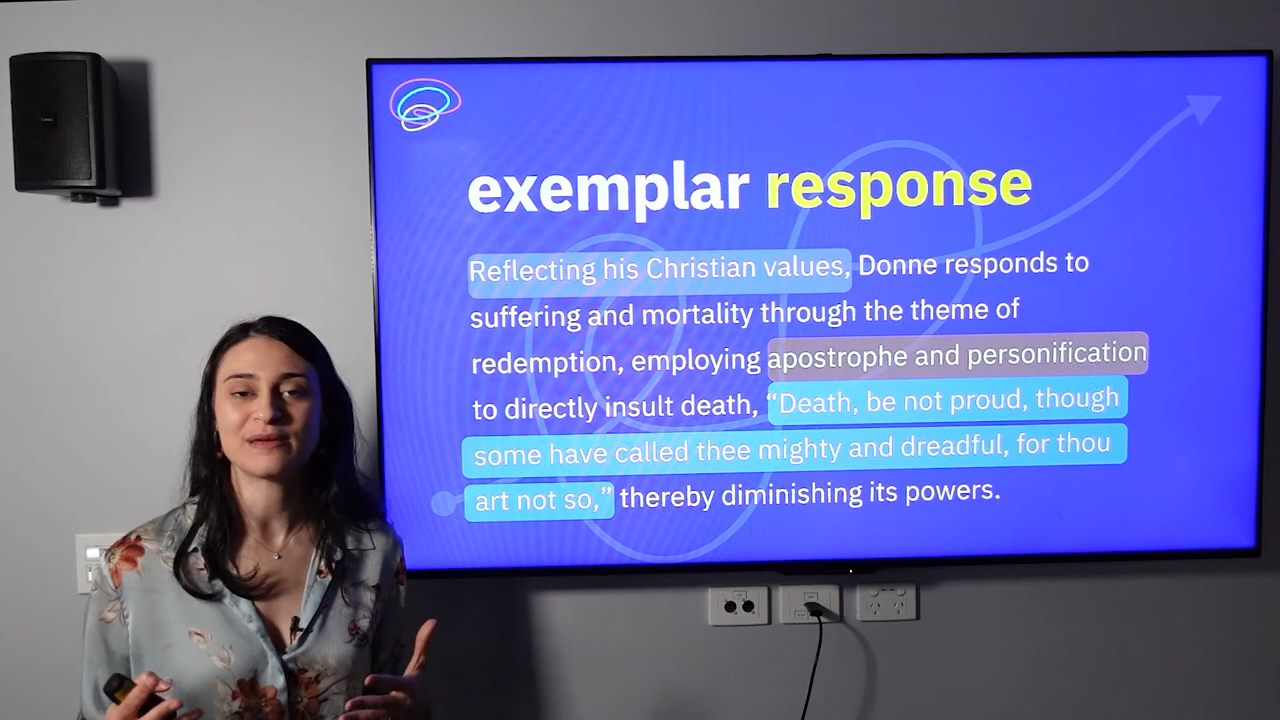 exemplar response
Reflecting his Christian values, Donne responds to
suffering and mortality through the theme of
redemption, employing apostrophe and personification
to directly insult death, “Death, be not proud, though
some have called thee mighty and dreadful, for thou
art not so,” thereby diminishing its powers.